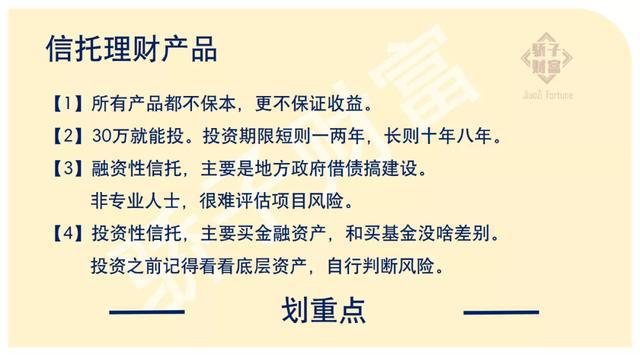 信托理财产品
骄子
财富
JiaoZi Fortune
【1】所有产品都不保本，更不保证收益。
【2】30万就能投。投资期限短则一两年，长则十年八年。
【3】融资性信托，主要是地方政府借债搞建设。
非专业人士，很难评估项目风险。
【4】投资性信托，主要买金融资产，和买基金没啥差别。
投资之前记得看看底层资产，自行判断风险。
划重点
骄子财富